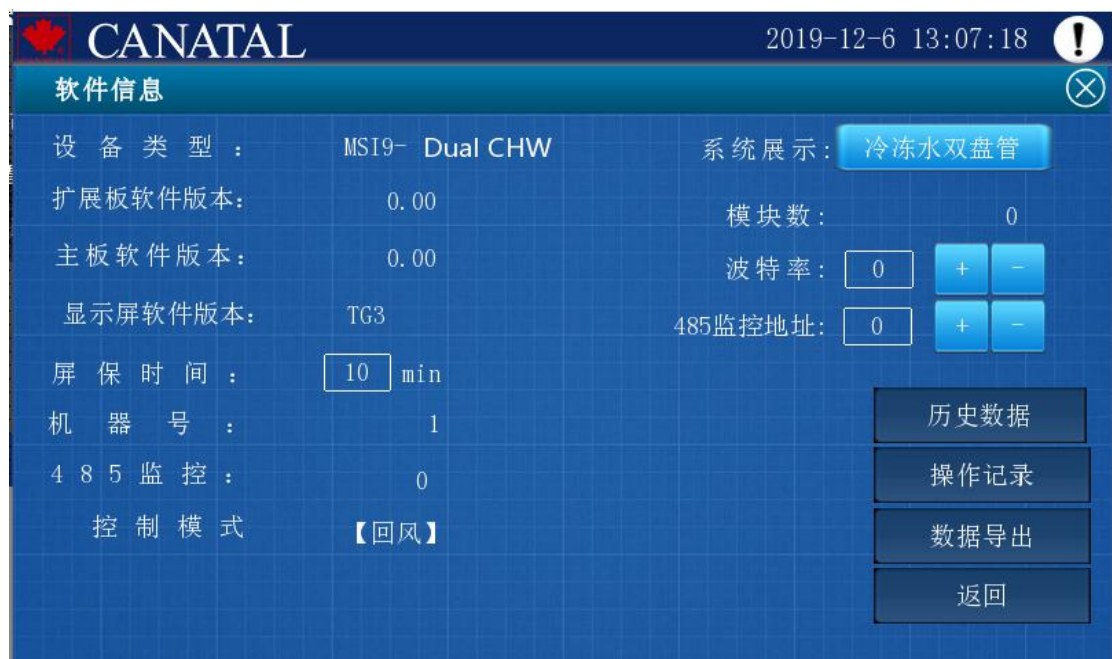 CANATAL 2019-12-6 13:07:18
软件信息
设备类型： MSI9- Dual CHW 系统展示: 冷冻水双盘管
扩展板软件版本: 0.00 模块数: 0
主板软件版本: 0.00 波特率: 0 + -
显示屏软件版本: TG3 485监控地址: 0 + -
屏保时间： 10 min
机器号： 1 历史数据
485监控： 0 操作记录
控制模式 【回风】 数据导出
返回